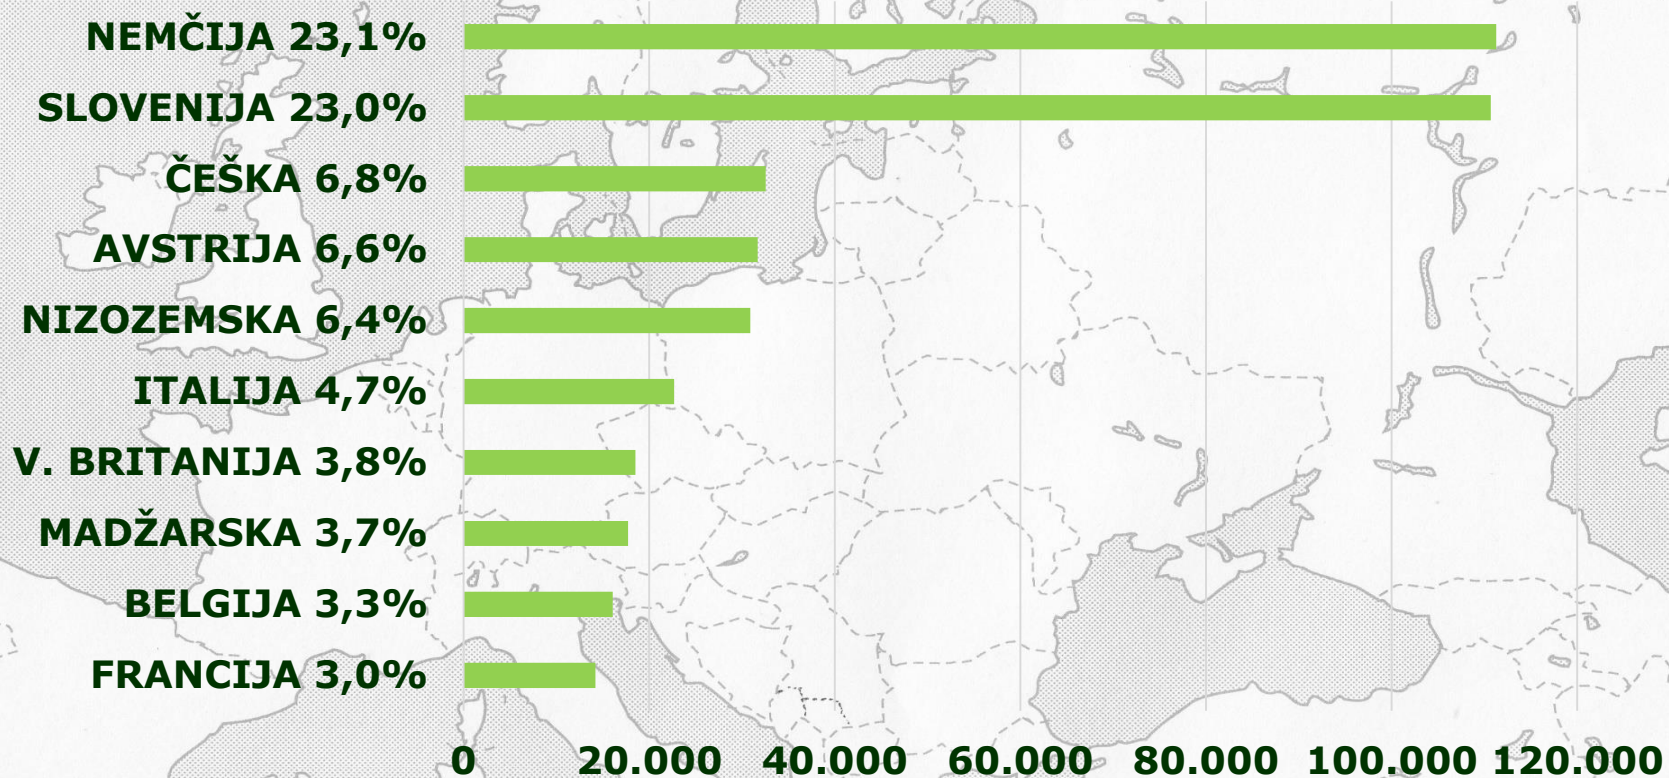 NEMČIJA 23,1%
SLOVENIJA 23,0%
ČEŠKA 6,8%
AVSTRIJA 6,6%
NIZOZEMSKA 6,4%
ITALIJA 4,7%
V. BRITANIJA 3,8%
MADŽARSKA 3,7%
BELGIJA 3,3%
FRANCIJA 3,0%
0 20.000 40.000 60.000 80.000 100.000 120.000